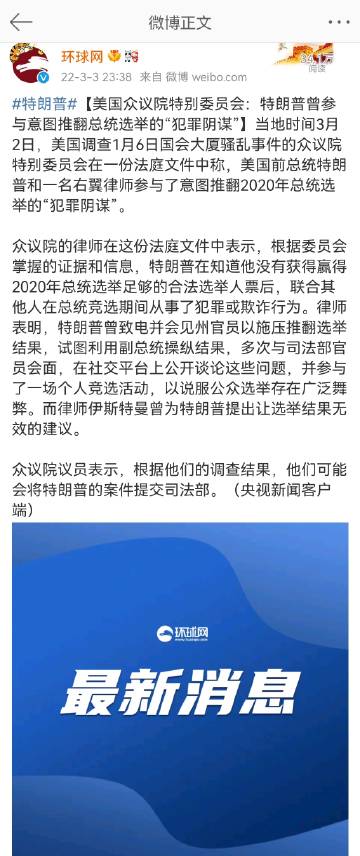 微博正文
环球网
34.1万
阅读
22-3-3 23:38 来自 微博 weibo.com
#特朗普#【美国众议院特别委员会：特朗普曾参
与意图推翻总统选举的“犯罪阴谋”】当地时间3月
2日，美国调查1月6日国会大厦骚乱事件的众议院
特别委员会在一份法庭文件中称，美国前总统特朗
普和一名右翼律师参与了意图推翻2020年总统选
举的“犯罪阴谋”。
众议院的律师在这份法庭文件中表示，根据委员会
掌握的证据和信息，特朗普在知道他没有获得赢得
2020年总统选举足够的合法选举人票后，联合其
他人在总统竞选期间从事了犯罪或欺诈行为。律师
表明，特朗普曾致电并会见州官员以施压推翻选举
结果，试图利用副总统操纵结果，多次与司法部官
员会面，在社交平台上公开谈论这些问题，并参与
了一场个人竞选活动，以说服公众选举存在广泛舞
弊。而律师伊斯特曼曾为特朗普提出让选举结果无
效的建议。
众议院议员表示，根据他们的调查结果，他们可能
会将特朗普的案件提交司法部。（央视新闻客户
端）
环球网
最新消息